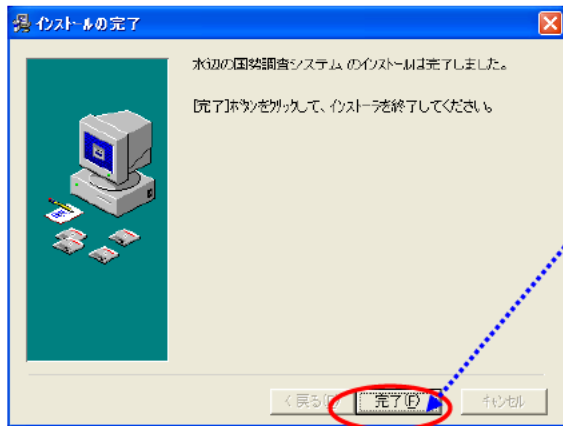 インストールの完了
水辺の国勢調査システム のインストールは完了しました。
[完了]ボタンをクリックして、インストーラを終了してください。
< 戻る(B)
完了(F)
キャンセル